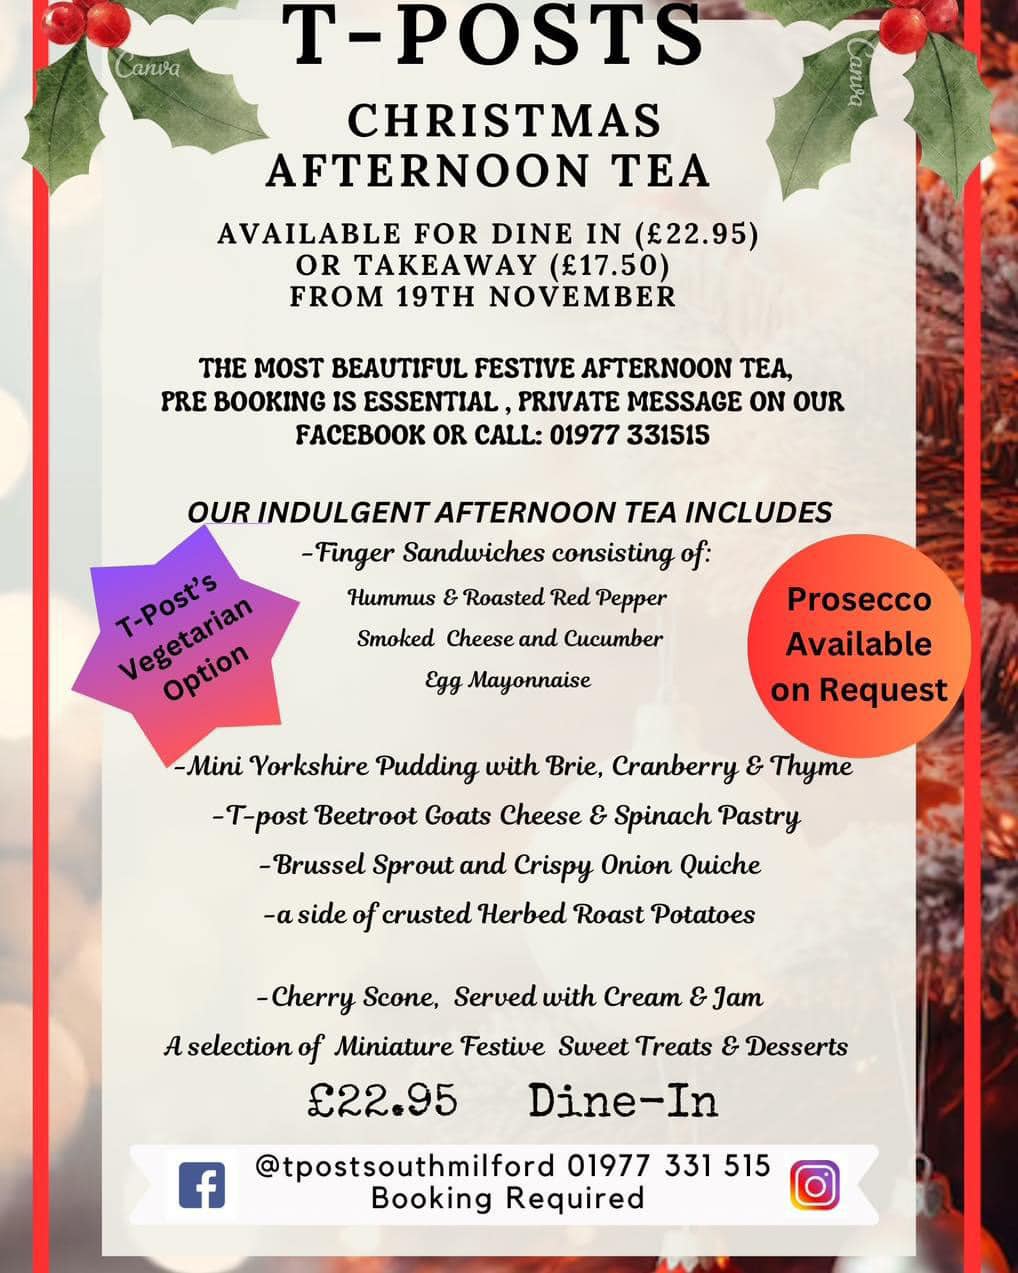 T-POSTS
Canva
Canva
CHRISTMAS
AFTERNOON TEA
AVAILABLE FOR DINE IN (£22.95)
OR TAKEAWAY (£17.50)
FROM 19TH NOVEMBER
THE MOST BEAUTIFUL FESTIVE AFTERNOON TEA,
PRE BOOKING IS ESSENTIAL , PRIVATE MESSAGE ON OUR
FACEBOOK OR CALL: 01977 331515
OUR INDULGENT AFTERNOON TEA INCLUDES
-Finger Sandwiches consisting of:
Hummus & Roasted Red Pepper
Smoked Cheese and Cucumber
Egg Mayonnaise
T-Post's
Vegetarian
Option
Prosecco
Available
on Request
-Mini Yorkshire Pudding with Brie, Cranberry & Thyme
-T-post Beetroot Goats Cheese & Spinach Pastry
-Brussel Sprout and Crispy Onion Quiche
-a side of crusted Herbed Roast Potatoes
-Cherry Scone, Served with Cream & Jam
A selection of Miniature Festive Sweet Treats & Desserts
£22.95 Dine-In
@tpostsouthmilford 01977 331 515
Booking Required